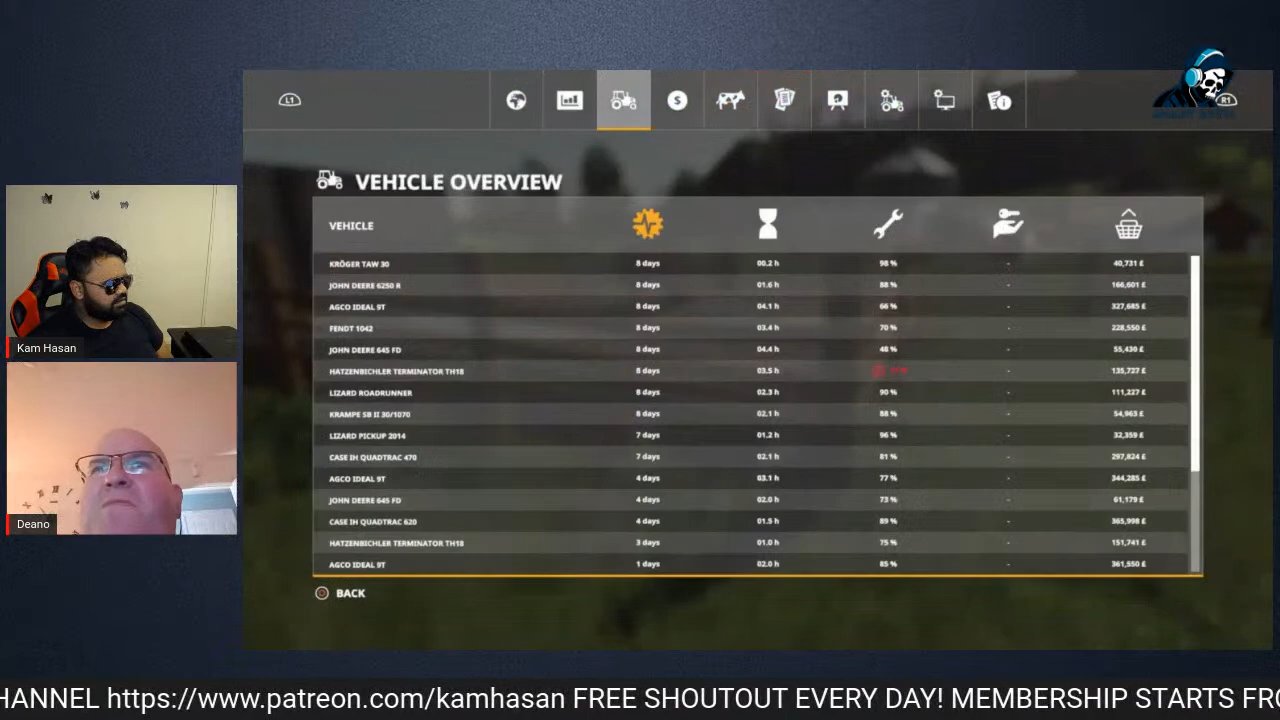 L1
R1
VEHICLE OVERVIEW
VEHICLE
KRÖGER TAW 30 8 days 00.2 h 98 % - 40,731 £
JOHN DEERE 6250 R 8 days 01.6 h 88 % - 166,601 £
AGCO IDEAL 9T 8 days 04.1 h 66 % - 327,685 £
FENDT 1042 8 days 03.4 h 70 % - 228,550 £
JOHN DEERE 645 FD 8 days 04.4 h 48 % - 55,430 £
HATZENBICHLER TERMINATOR TH18 8 days 03.5 h - 135,727 £
LIZARD ROADRUNNER 8 days 02.3 h 90 % - 111,227 £
KRAMPE SB II 30/1070 8 days 02.1 h 88 % - 54,963 £
LIZARD PICKUP 2014 7 days 01.2 h 96 % - 32,359 £
CASE IH QUADTRAC 470 7 days 02.1 h 81 % - 297,824 £
AGCO IDEAL 9T 4 days 03.1 h 77 % - 344,285 £
JOHN DEERE 645 FD 4 days 02.0 h 73 % - 61,179 £
CASE IH QUADTRAC 620 4 days 01.5 h 89 % - 365,998 £
HATZENBICHLER TERMINATOR TH18 3 days 01.0 h 75 % - 151,741 £
AGCO IDEAL 9T 1 days 02.0 h 85 % - 361,550 £
BACK
Kam Hasan
Deano
HANNEL https://www.patreon.com/kamhasan FREE SHOUTOUT EVERY DAY! MEMBERSHIP STARTS FRO